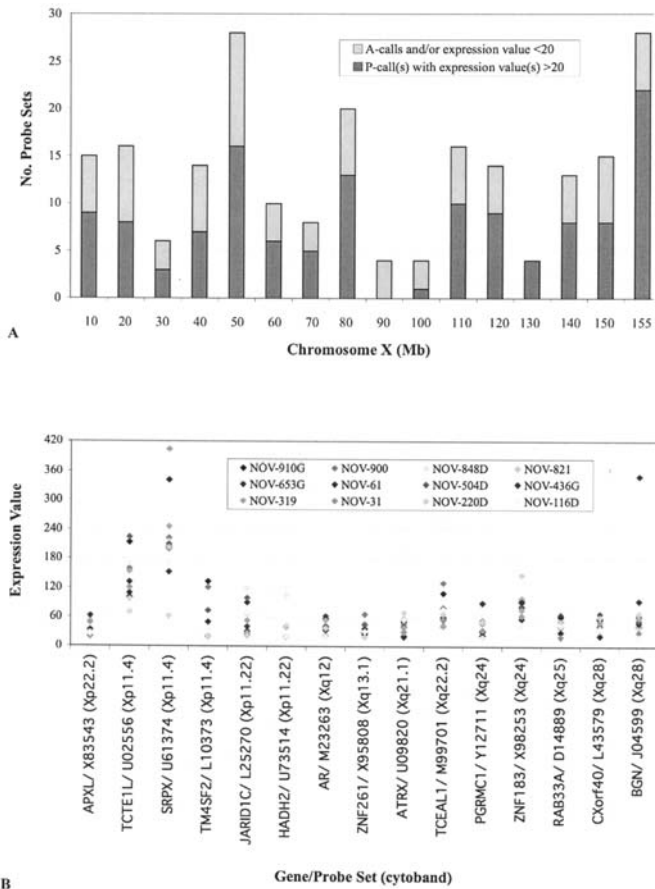 30
25
20
15
10
5
0
No. Probe Sets
A-calls and/or expression value <20
P-call(s) with expression value(s) >20
10 20 30 40 50 60 70 80 90 100 110 120 130 140 150 155
Chromosome X (Mb)
A
420
360
300
240
180
120
60
0
Expression Value
NOV-910G NOV-900 NOV-848D NOV-821
NOV-653G NOV-61 NOV-504D NOV-436G
NOV-319 NOV-31 NOV-220D NOV-116D
APXL/ X83543 (Xp22.2)
TCTE1L/ U02556 (Xp11.4)
SRPX/ U61374 (Xp11.4)
TM4SF2/ L10373 (Xp11.4)
JARID1C/ L25270 (Xp11.22)
HADH2/ U73514 (Xp11.22)
AR/ M23263 (Xq12)
ZNF261/ X95808 (Xq13.1)
ATRX/ U09820 (Xq21.1)
TCEAL1/ M99701 (Xq22.2)
PGRMC1/ Y12711 (Xq24)
ZNF183/ X98253 (Xq24)
RAB33A/ D14889 (Xq25)
CXorf40/ L43579 (Xq28)
BGN/ J04599 (Xq28)
Gene/Probe Set (cytoband)
B